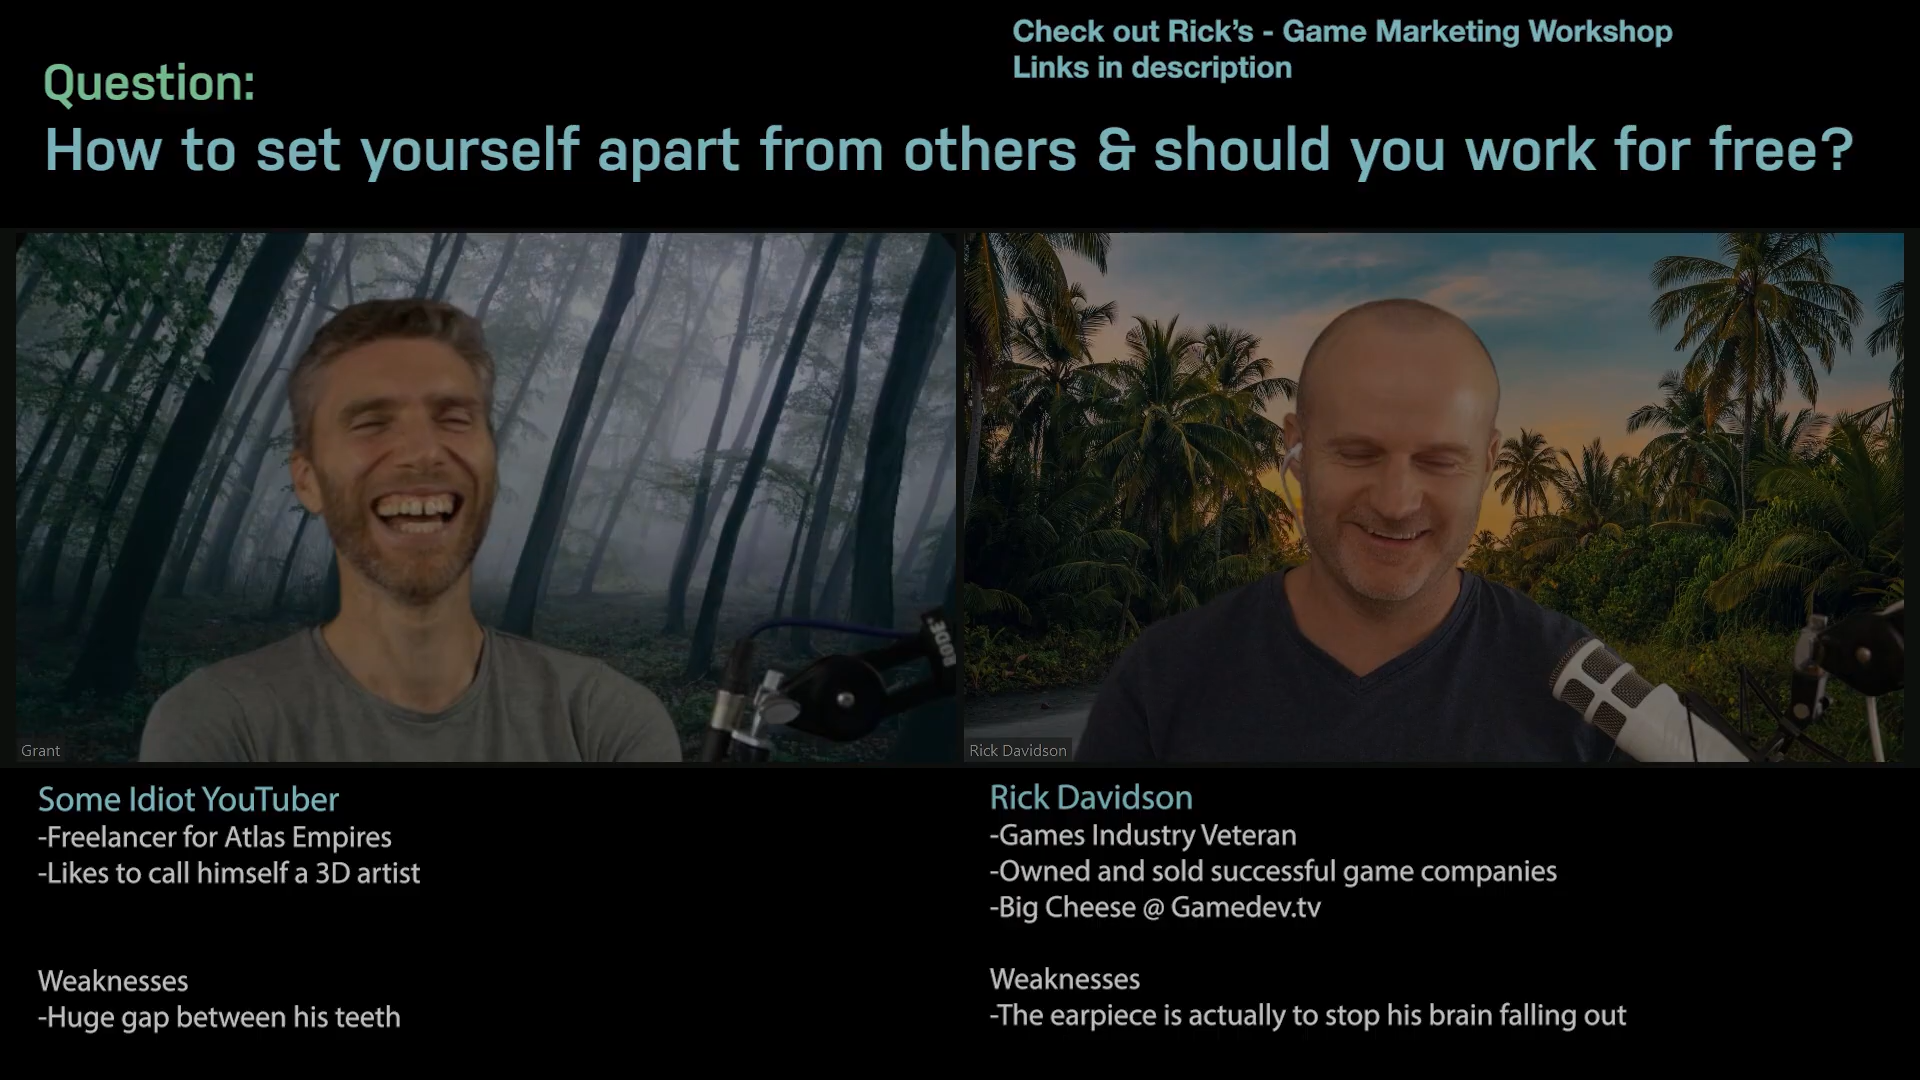 Check out Rick’s - Game Marketing Workshop
Links in description
Question:
How to set yourself apart from others & should you work for free?
RODE
Grant
Rick Davidson
Some Idiot YouTuber
-Freelancer for Atlas Empires
-Likes to call himself a 3D artist
Weaknesses
-Huge gap between his teeth
Rick Davidson
-Games Industry Veteran
-Owned and sold successful game companies
-Big Cheese @ Gamedev.tv
Weaknesses
-The earpiece is actually to stop his brain falling out